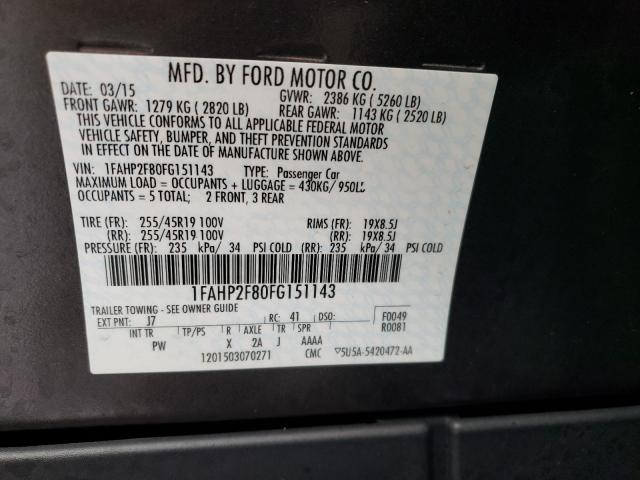 MFD. BY FORD MOTOR CO.
DATE: 03/15 GVWR: 2386 KG ( 5260 LB)
FRONT GAWR: 1279 KG ( 2820 LB) REAR GAWR: 1143 KG ( 2520 LB)
THIS VEHICLE CONFORMS TO ALL APPLICABLE FEDERAL MOTOR
VEHICLE SAFETY, BUMPER, AND THEFT PREVENTION STANDARDS
IN EFFECT ON THE DATE OF MANUFACTURE SHOWN ABOVE.
VIN: 1FAHP2F80FG151143 TYPE: Passenger Car
MAXIMUM LOAD = OCCUPANTS + LUGGAGE = 430KG/ 950LB
OCCUPANTS = 5 TOTAL; 2 FRONT, 3 REAR
TIRE (FR): 255/45R19 100V RIMS (FR): 19X8.5J
(RR): 255/45R19 100V (RR): 19X8.5J
PRESSURE (FR): 235 kPa/ 34 PSI COLD (RR): 235 kPa/ 34 PSI COLD
1FAHP2F80FG151143
TRAILER TOWING - SEE OWNER GUIDE
EXT PNT: J7 RC: 41 DSO: F0049
INT TR TP/PS R AXLE TR SPR R0081
PW X 2A J AAAA
1201503070271 CMC ▽5U5A-5420472-AA